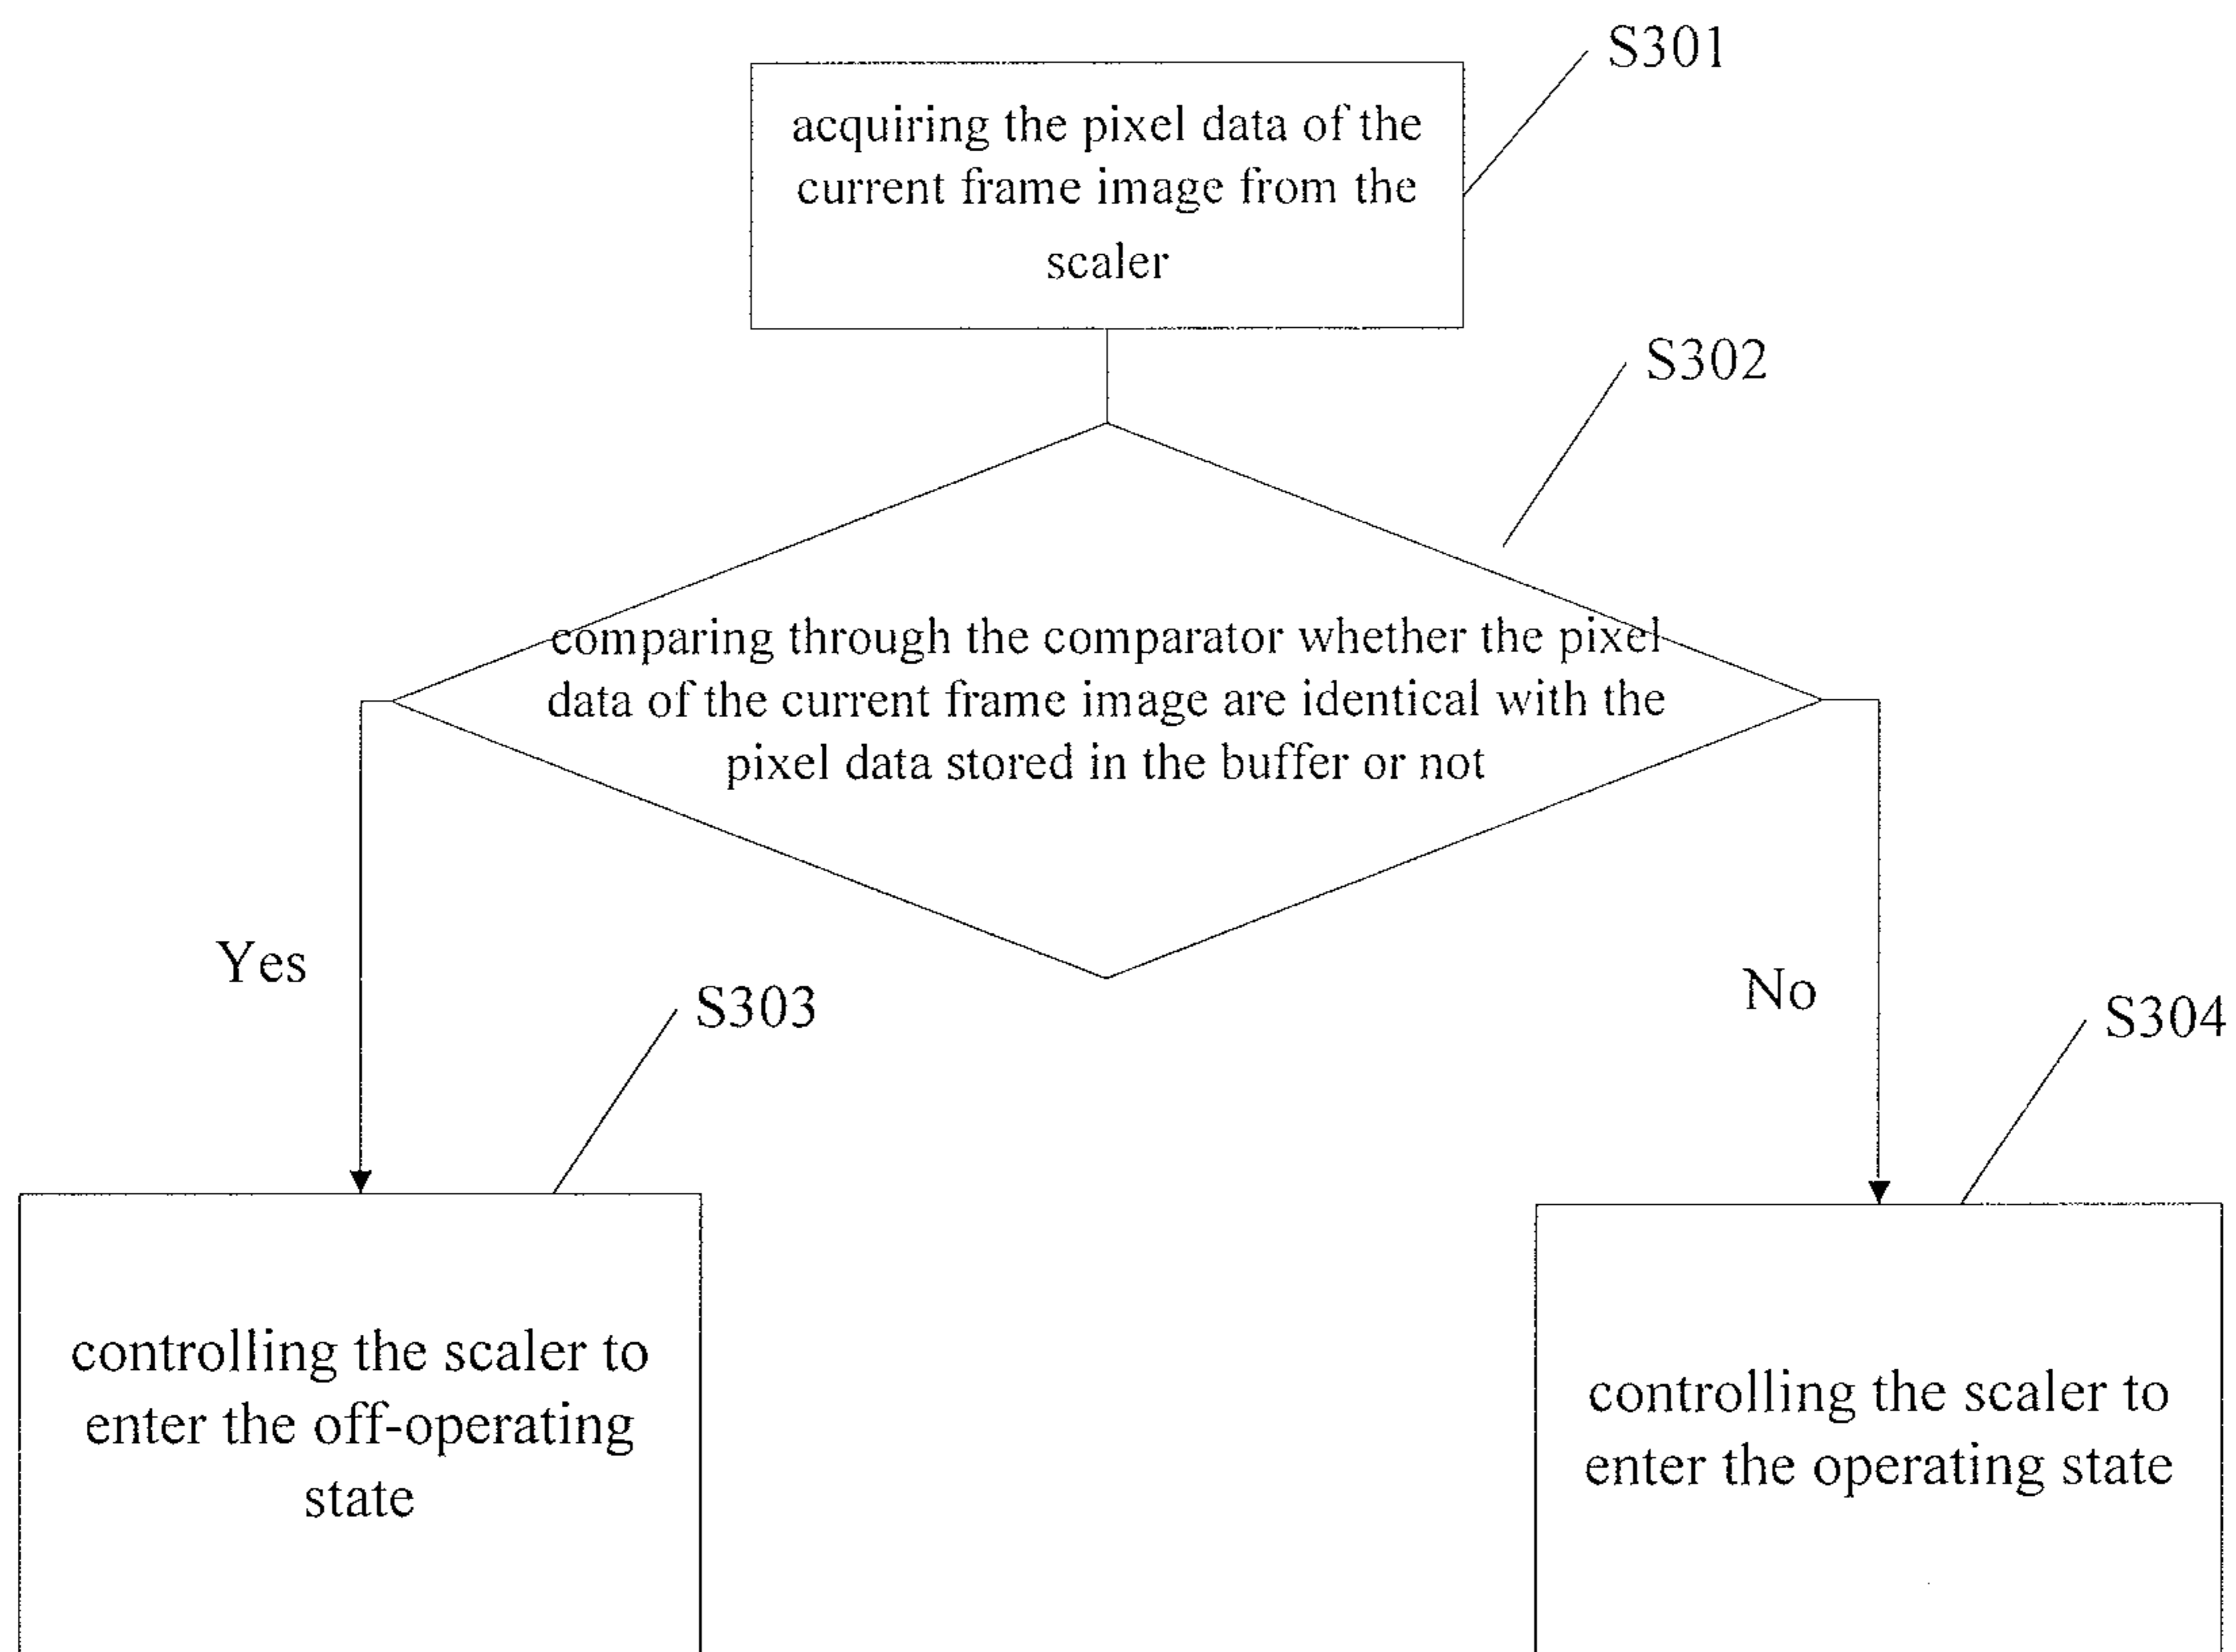 S301
acquiring the pixel data of the
current frame image from the
scaler
S302
comparing through the comparator whether the pixel
data of the current frame image are identical with the
pixel data stored in the buffer or not
Yes
No
S303
S304
controlling the scaler to
enter the off-operating
state
controlling the scaler to
enter the operating state